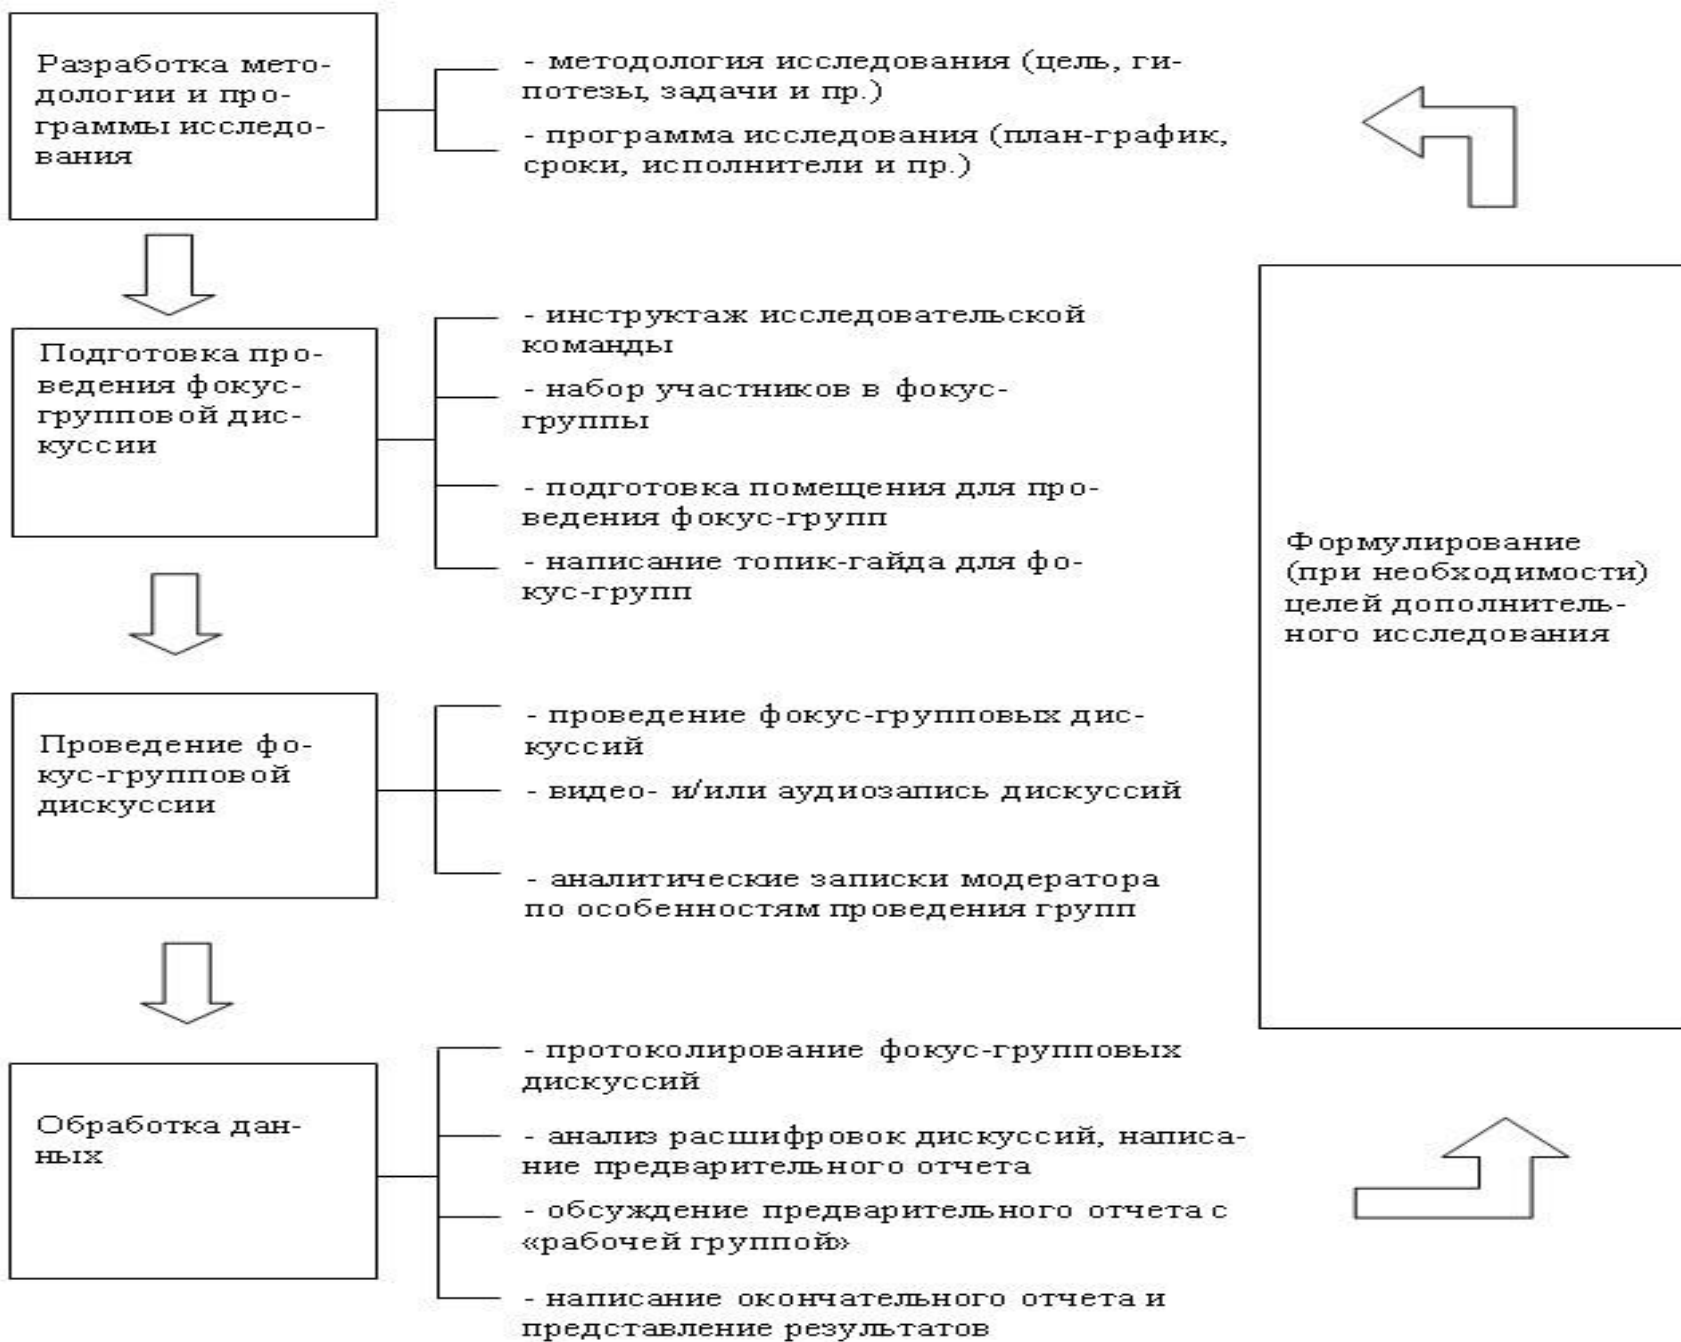 Разработка мето-
дологии и про-
граммы исследо-
вания
- методология исследования (цель, ги-
потезы, задачи и пр.)
- программа исследования (план-график,
сроки, исполнители и пр.)
Подготовка про-
ведения фокус-
групповой дис-
куссии
- инструктаж исследовательской
команды
- набор участников в фокус-
группы
- подготовка помещения для про-
ведения фокус-групп
- написание топик-гайда для фо-
кус-групп
Проведение фо-
кус-групповой
дискуссии
- проведение фокус-групповых дис-
куссий
- видео- и/или аудиозапись дискуссий
- аналитические записки модератора
по особенностям проведения групп
Обработка дан-
ных
- протоколирование фокус-групповых
дискуссий
- анализ расшифровок дискуссий, написа-
ние предварительного отчета
- обсуждение предварительного отчета с
«рабочей группой»
- написание окончательного отчета и
представление результатов
Формулирование
(при необходимости)
целей дополнитель-
ного исследования